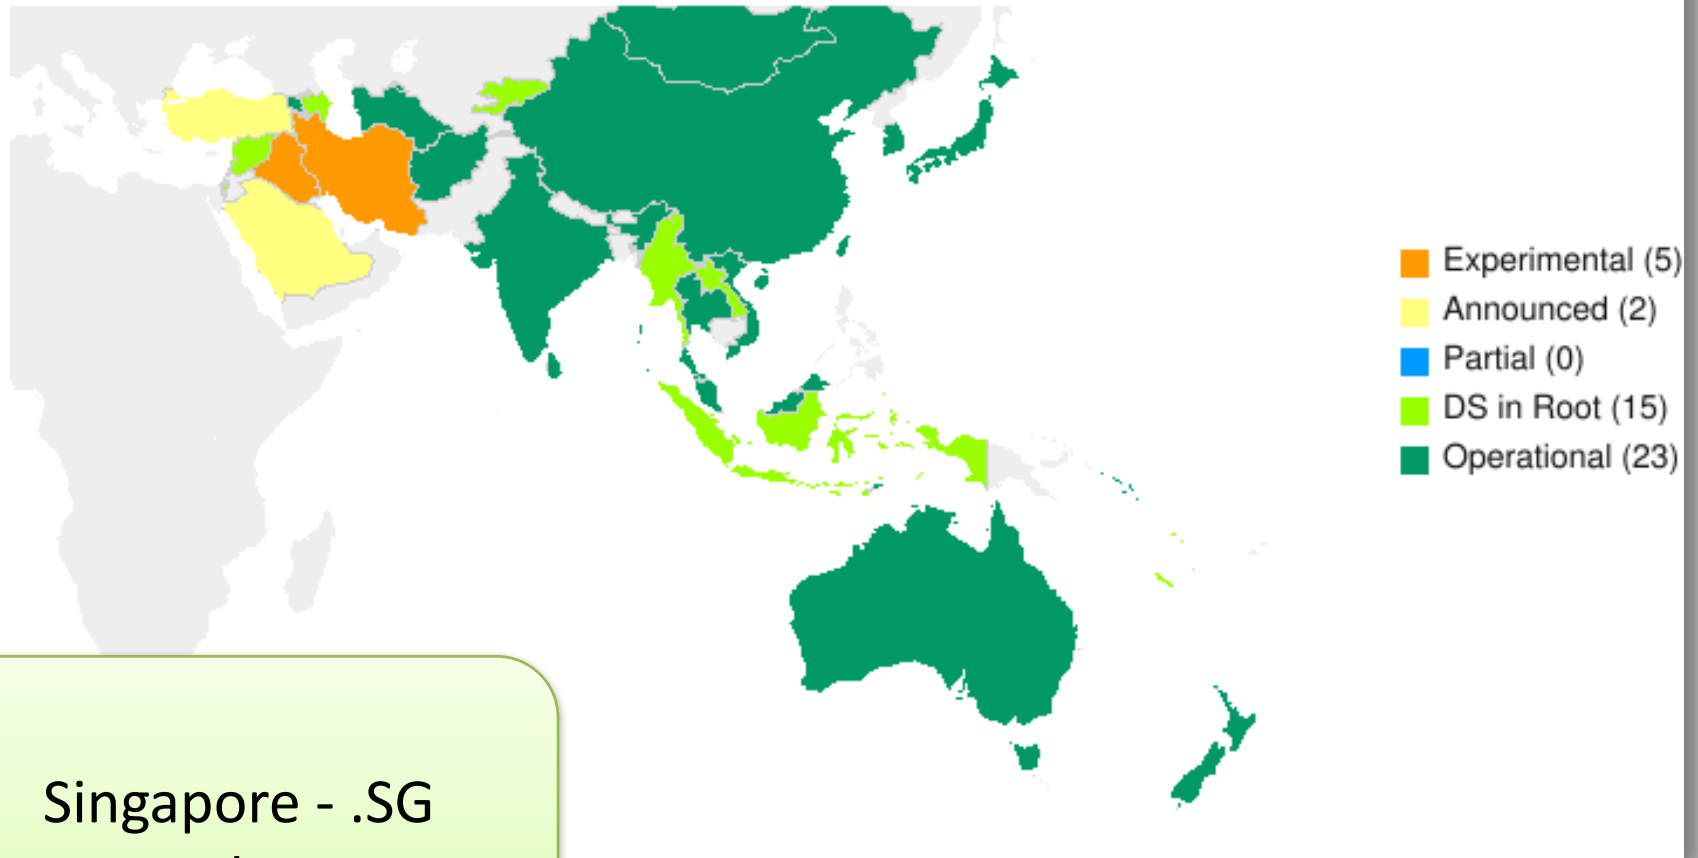 Experimental (5)
Announced (2)
Partial (0)
DS in Root (15)
Operational (23)
Singapore - .SG